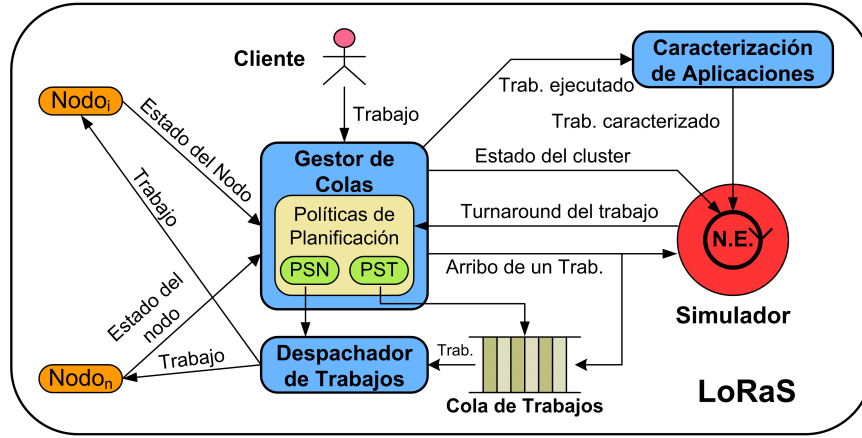 Cliente
Caracterización
de Aplicaciones
Trab. ejecutado
Nodoi
Estado del Nodo
Trabajo
Trab. caracterizado
Gestor de
Colas
Estado del cluster
Trabajo
Políticas de
Planificación
Turnaround del trabajo
N.E.
PSN
PST
Arribo de un Trab.
Simulador
Estado del
nodo
Trabajo
Nodon
Despachador
de Trabajos
Trab.
Cola de Trabajos
LoRaS